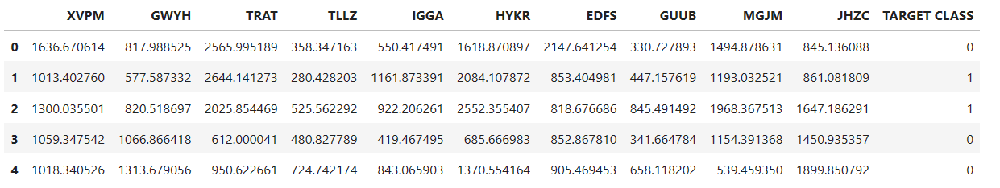 XVPM GWYH TRAT TLLZ IGGA HYKR EDFS GUUB MGJM JHZC TARGET CLASS
0 1636.670614 817.988525 2565.995189 358.347163 550.417491 1618.870897 2147.641254 330.727893 1494.878631 845.136088 0
1 1013.402760 577.587332 2644.141273 280.428203 1161.873391 2084.107872 853.404981 447.157619 1193.032521 861.081809 1
2 1300.035501 820.518697 2025.854469 525.562292 922.206261 2552.355407 818.676686 845.491492 1968.367513 1647.186291 1
3 1059.347542 1066.866418 612.000041 480.827789 419.467495 685.666983 852.867810 341.664784 1154.391368 1450.935357 0
4 1018.340526 1313.679056 950.622661 724.742174 843.065903 1370.554164 905.469453 658.118202 539.459350 1899.850792 0